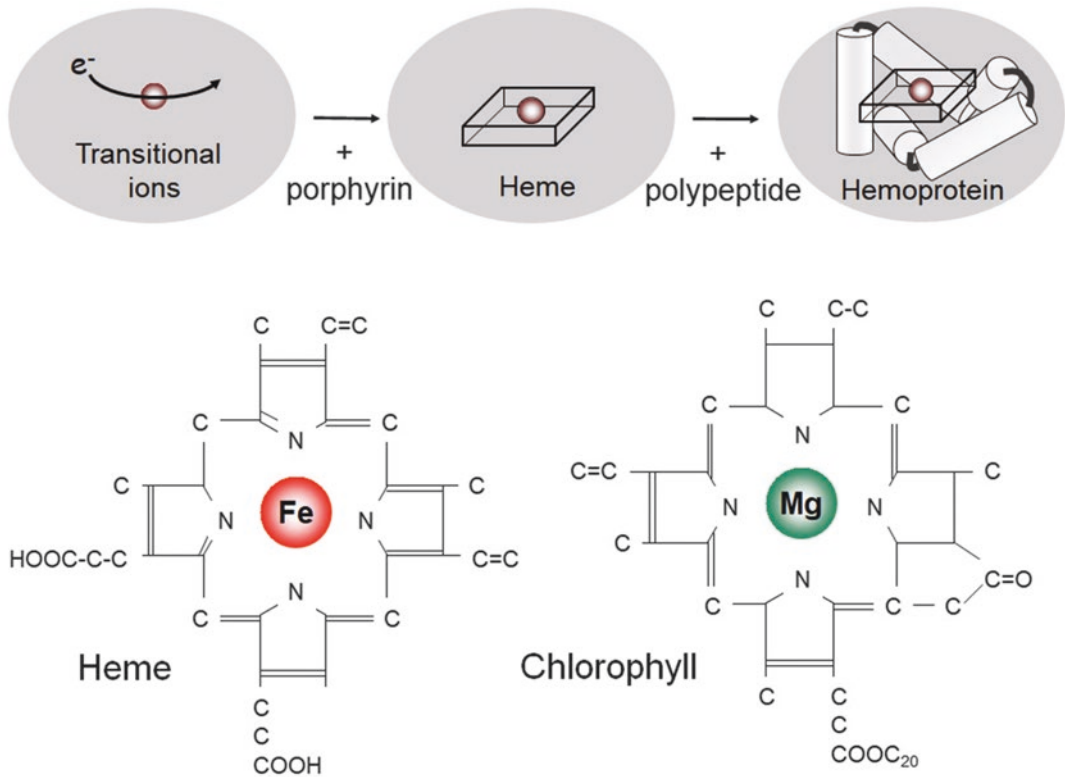 e-
Transitional
ions
+
porphyrin
Heme
+
polypeptide
Hemoprotein
C C=C
C C
N
C C
Fe
N N
HOOC-C-C C=C
N
C C
Heme
C
C
COOH
C C-C
C C
N
C=C C
Mg
N N
C C=O
N
C C C
Chlorophyll
C C
C
COOC20